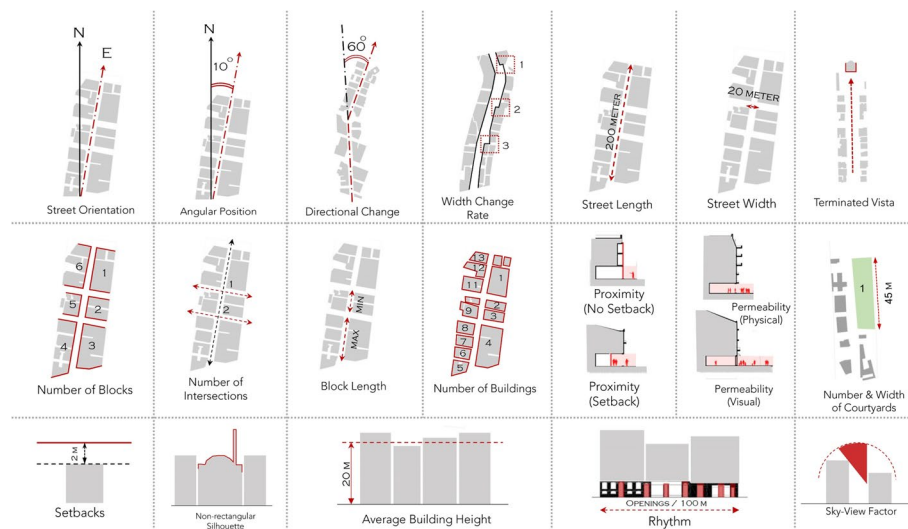 N
E
Street Orientation
N
10°
Angular Position
60°
Directional Change
1
2
3
Width Change
Rate
200 METER
Street Length
20 METER
Street Width
Terminated Vista
6
1
5
2
4
3
Number of Blocks
1
2
Number of
Intersections
MIN
MAX
Block Length
13
12
1
11
2
9
3
8
7
4
6
5
Number of Buildings
Proximity
(No Setback)
Proximity
(Setback)
Permeability
(Physical)
Permeability
(Visual)
1
45 M
Number & Width
of Courtyards
2 M
Setbacks
Non-rectangular
Silhouette
20 M
Average Building Height
OPENINGS / 100 M
Rhythm
Sky-View Factor